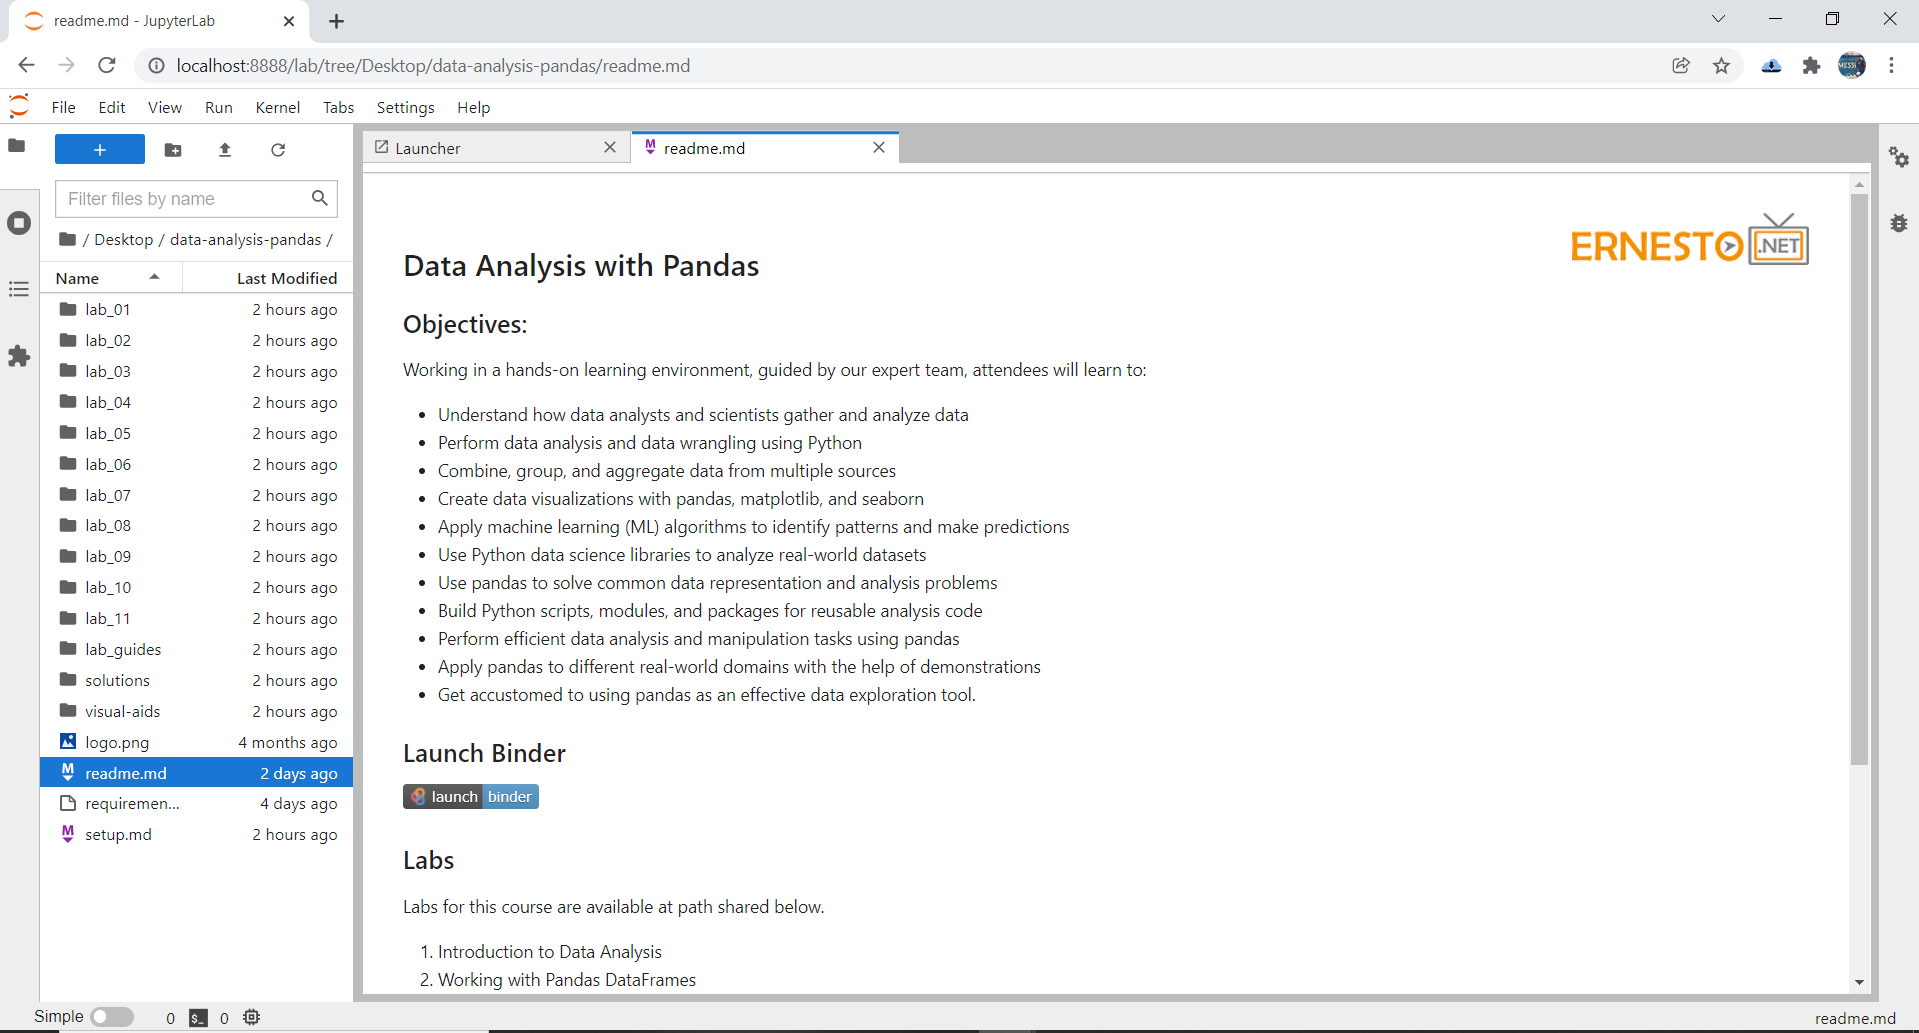 readme.md - JupyterLab
localhost:8888/lab/tree/Desktop/data-analysis-pandas/readme.md
File Edit View Run Kernel Tabs Settings Help
Launcher
readme.md
Filter files by name
/ Desktop / data-analysis-pandas /
Name Last Modified
lab_01 2 hours ago
lab_02 2 hours ago
lab_03 2 hours ago
lab_04 2 hours ago
lab_05 2 hours ago
lab_06 2 hours ago
lab_07 2 hours ago
lab_08 2 hours ago
lab_09 2 hours ago
lab_10 2 hours ago
lab_11 2 hours ago
lab_guides 2 hours ago
solutions 2 hours ago
visual-aids 2 hours ago
logo.png 4 months ago
readme.md 2 days ago
requiremen... 4 days ago
setup.md 2 hours ago
ERNESTO .NET
Data Analysis with Pandas
Objectives:
Working in a hands-on learning environment, guided by our expert team, attendees will learn to:
• Understand how data analysts and scientists gather and analyze data
• Perform data analysis and data wrangling using Python
• Combine, group, and aggregate data from multiple sources
• Create data visualizations with pandas, matplotlib, and seaborn
• Apply machine learning (ML) algorithms to identify patterns and make predictions
• Use Python data science libraries to analyze real-world datasets
• Use pandas to solve common data representation and analysis problems
• Build Python scripts, modules, and packages for reusable analysis code
• Perform efficient data analysis and manipulation tasks using pandas
• Apply pandas to different real-world domains with the help of demonstrations
• Get accustomed to using pandas as an effective data exploration tool.
Launch Binder
launch binder
Labs
Labs for this course are available at path shared below.
1. Introduction to Data Analysis
2. Working with Pandas DataFrames
Simple 0 $_ 0 readme.md